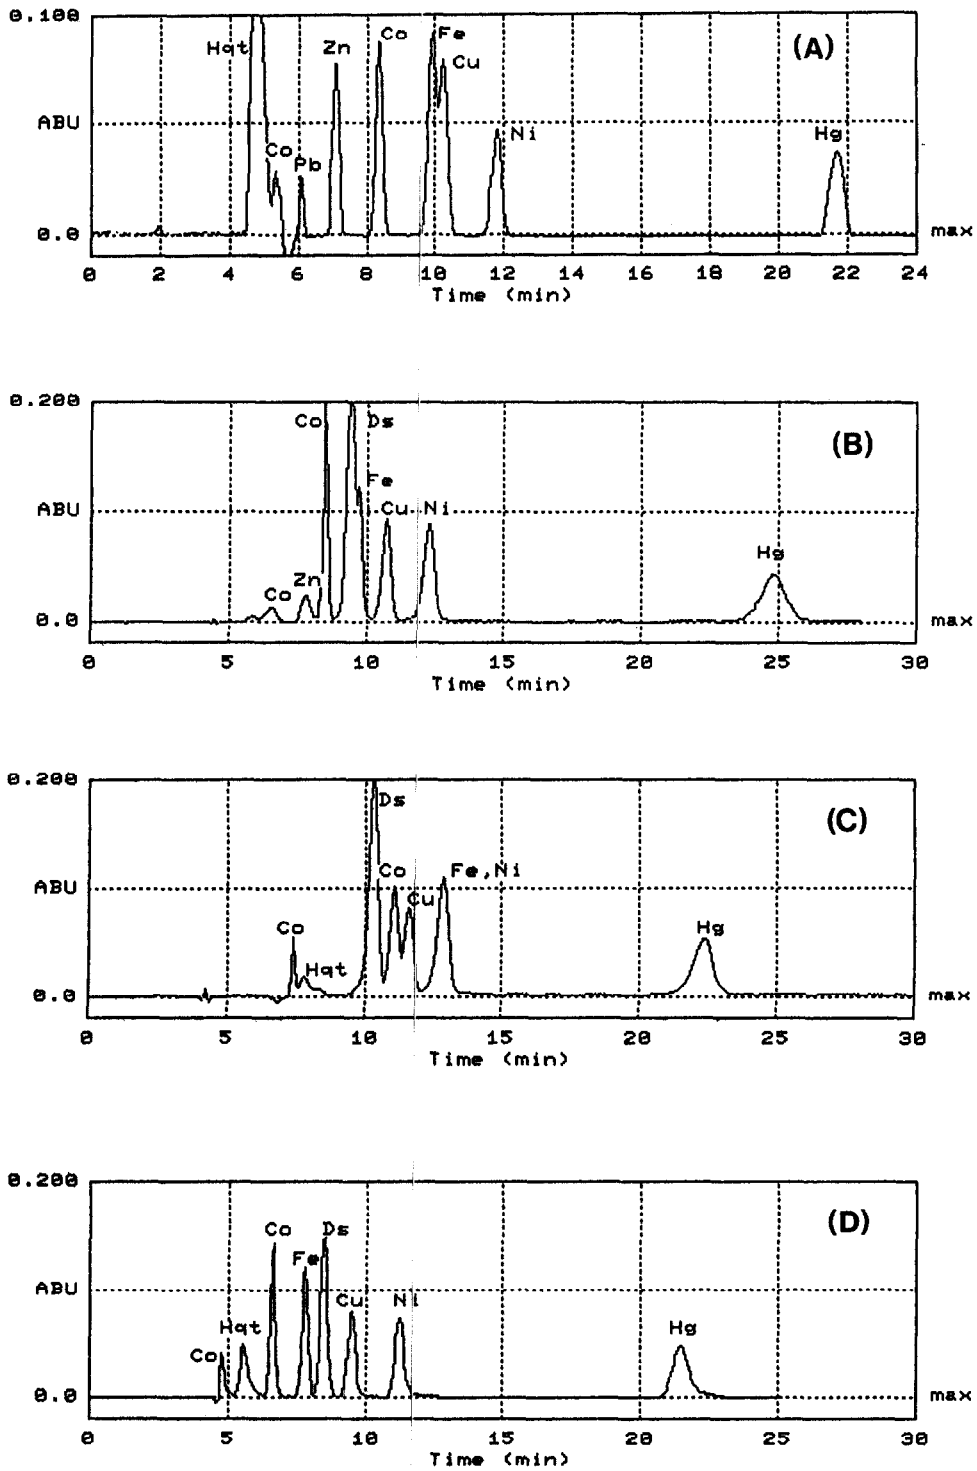 0.100
Hqt
Zn
Co
Fe
Cu
(A)
ABU
Co
Pb
Ni
Hg
0.0
max
0 2 4 6 8 10 12 14 16 18 20 22 24
Time (min)
0.200
Co
Ds
(B)
Fe
ABU
Cu
Ni
Hg
Zn
Co
0.0
max
0 5 10 15 20 25 30
Time (min)
0.200
Ds
(C)
Co
Fe,Ni
ABU
Cu
Co
Hg
Hqt
0.0
max
0 5 10 15 20 25 30
Time (min)
0.200
Co
Ds
(D)
Fe
ABU
Cu
Ni
Hqt
Hg
Co
0.0
max
0 5 10 15 20 25 30
Time (min)